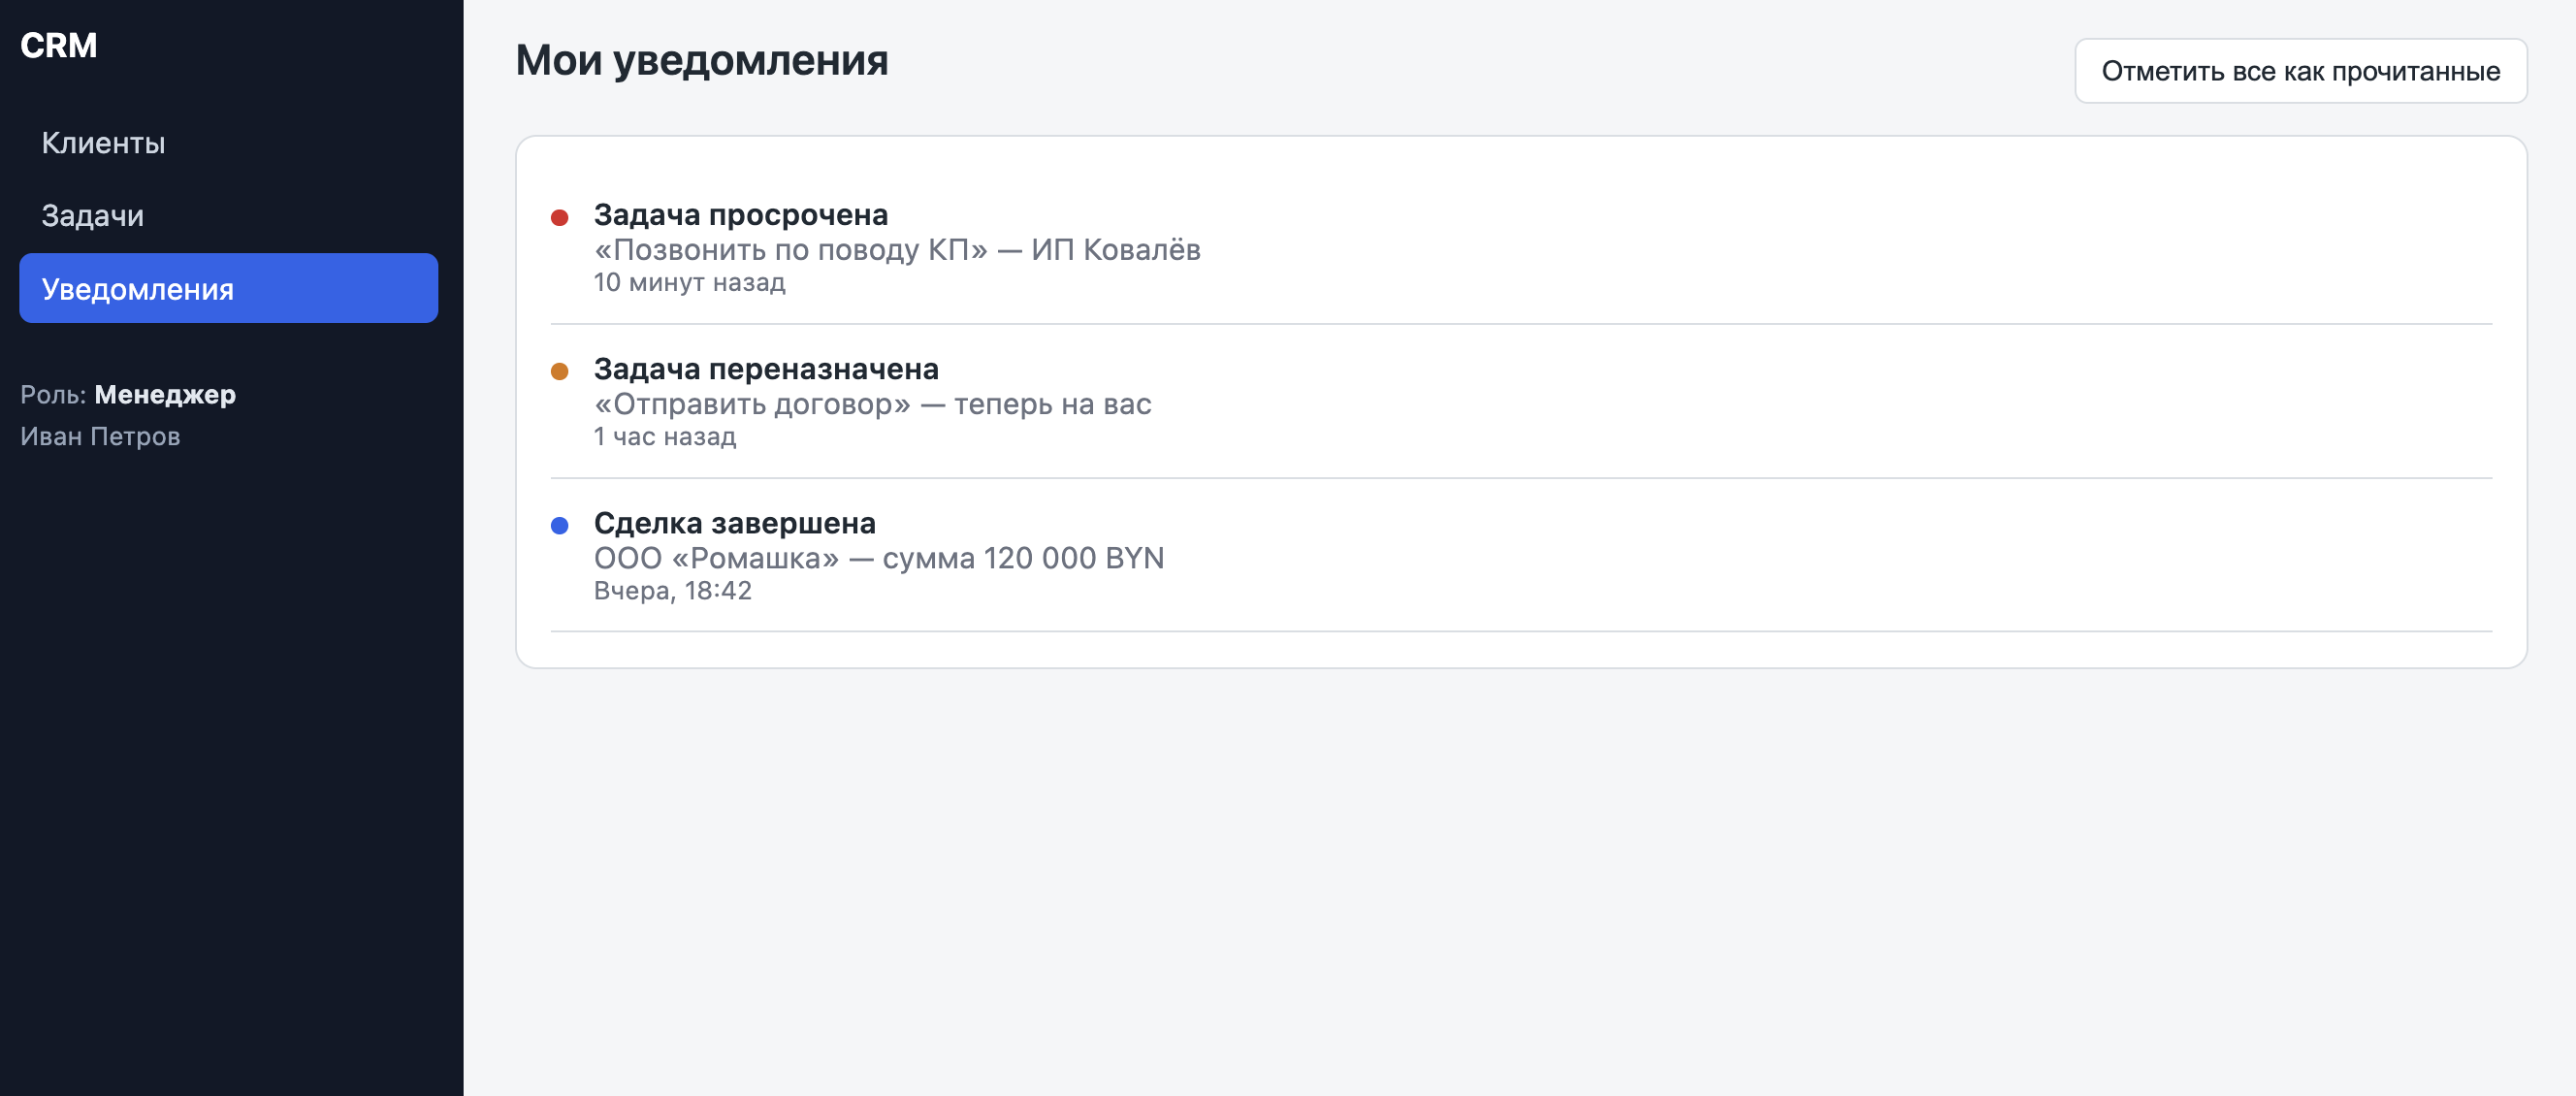 CRM
Клиенты
Задачи
Уведомления
Роль: Менеджер
Иван Петров
Мои уведомления
Отметить все как прочитанные
Задача просрочена
«Позвонить по поводу КП» — ИП Ковалёв
10 минут назад
Задача переназначена
«Отправить договор» — теперь на вас
1 час назад
Сделка завершена
ООО «Ромашка» — сумма 120 000 BYN
Вчера, 18:42